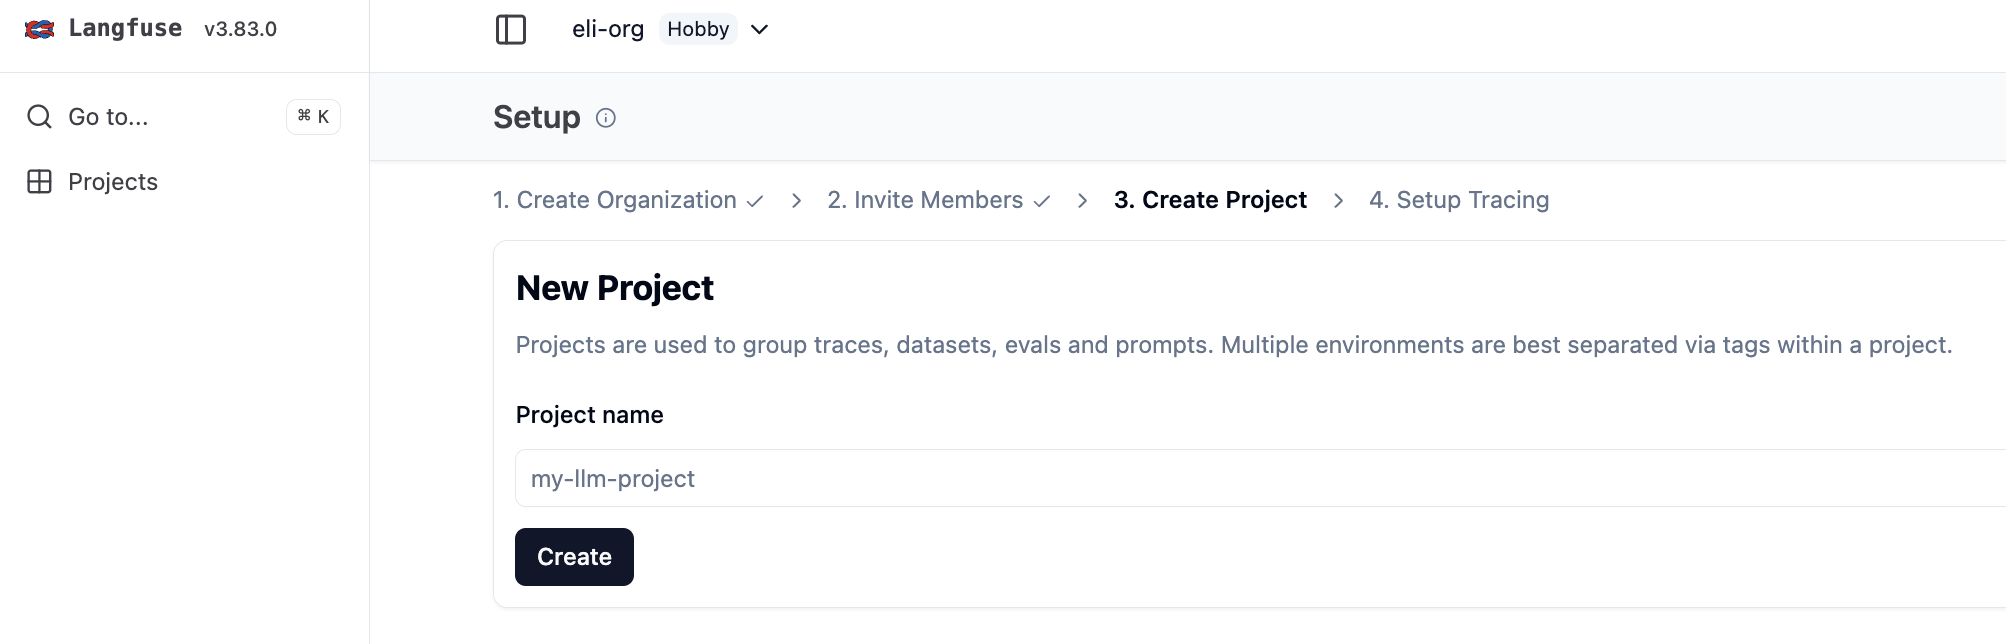 Langfuse v3.83.0
eli-org Hobby
Go to... ⌘ K
Projects
Setup
1. Create Organization ✓ > 2. Invite Members ✓ > 3. Create Project > 4. Setup Tracing
New Project
Projects are used to group traces, datasets, evals and prompts. Multiple environments are best separated via tags within a project.
Project name
my-llm-project
Create